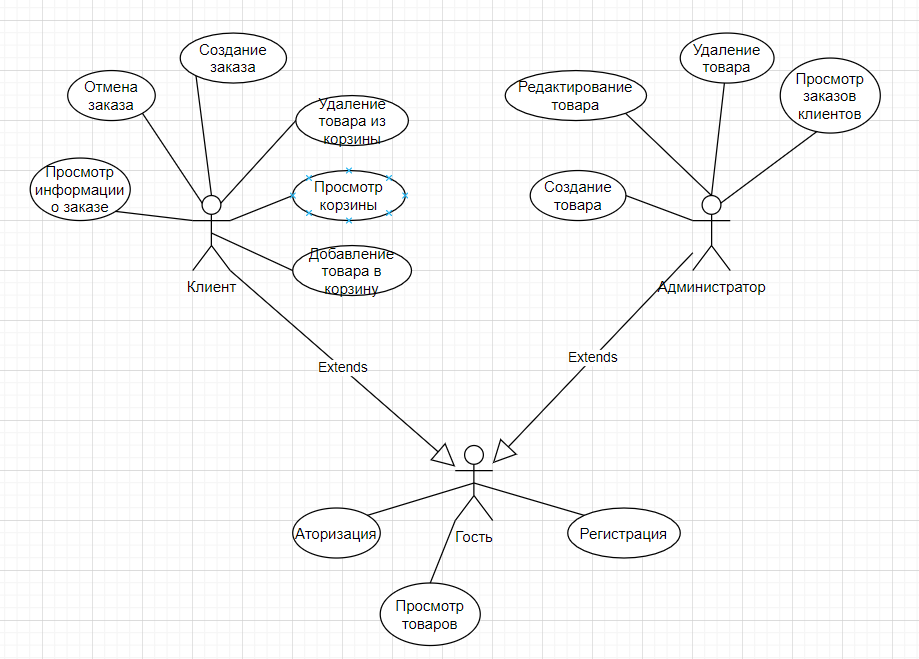 Создание
заказа
Отмена
заказа
Удаление
товара из
корзины
Просмотр
информации
о заказе
Просмотр
корзины
Добавление
товара в
корзину
Клиент
Удаление
товара
Редактирование
товара
Просмотр
заказов
клиентов
Создание
товара
Администратор
Extends
Extends
Аторизация
Гость
Регистрация
Просмотр
товаров